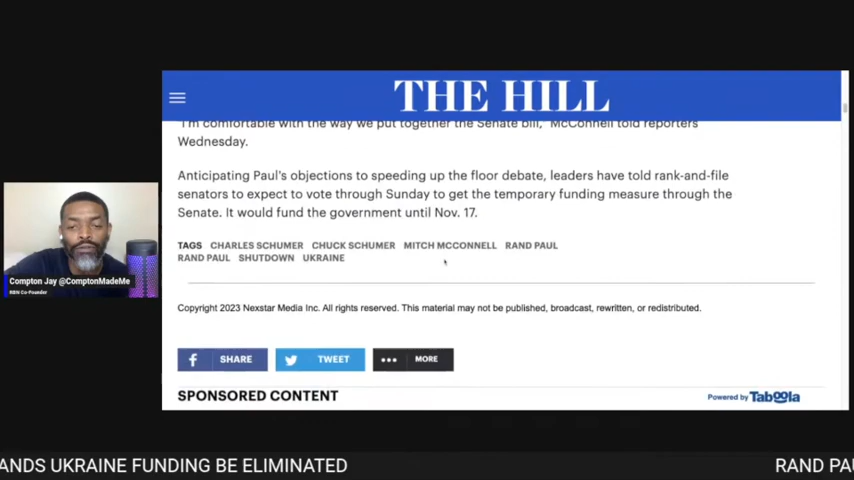 THE HILL
"I'm comfortable with the way we put together the Senate bill," McConnell told reporters
Wednesday.
Anticipating Paul's objections to speeding up the floor debate, leaders have told rank-and-file
senators to expect to vote through Sunday to get the temporary funding measure through the
Senate. It would fund the government until Nov. 17.
TAGS CHARLES SCHUMER CHUCK SCHUMER MITCH MCCONNELL RAND PAUL
RAND PAUL SHUTDOWN UKRAINE
Compton Jay @ComptonMadeMe
RBN Co-Founder
Copyright 2023 Nexstar Media Inc. All rights reserved. This material may not be published, broadcast, rewritten, or redistributed.
SHARE TWEET MORE
SPONSORED CONTENT Powered by Taboola
ANDS UKRAINE FUNDING BE ELIMINATED RAND PAU